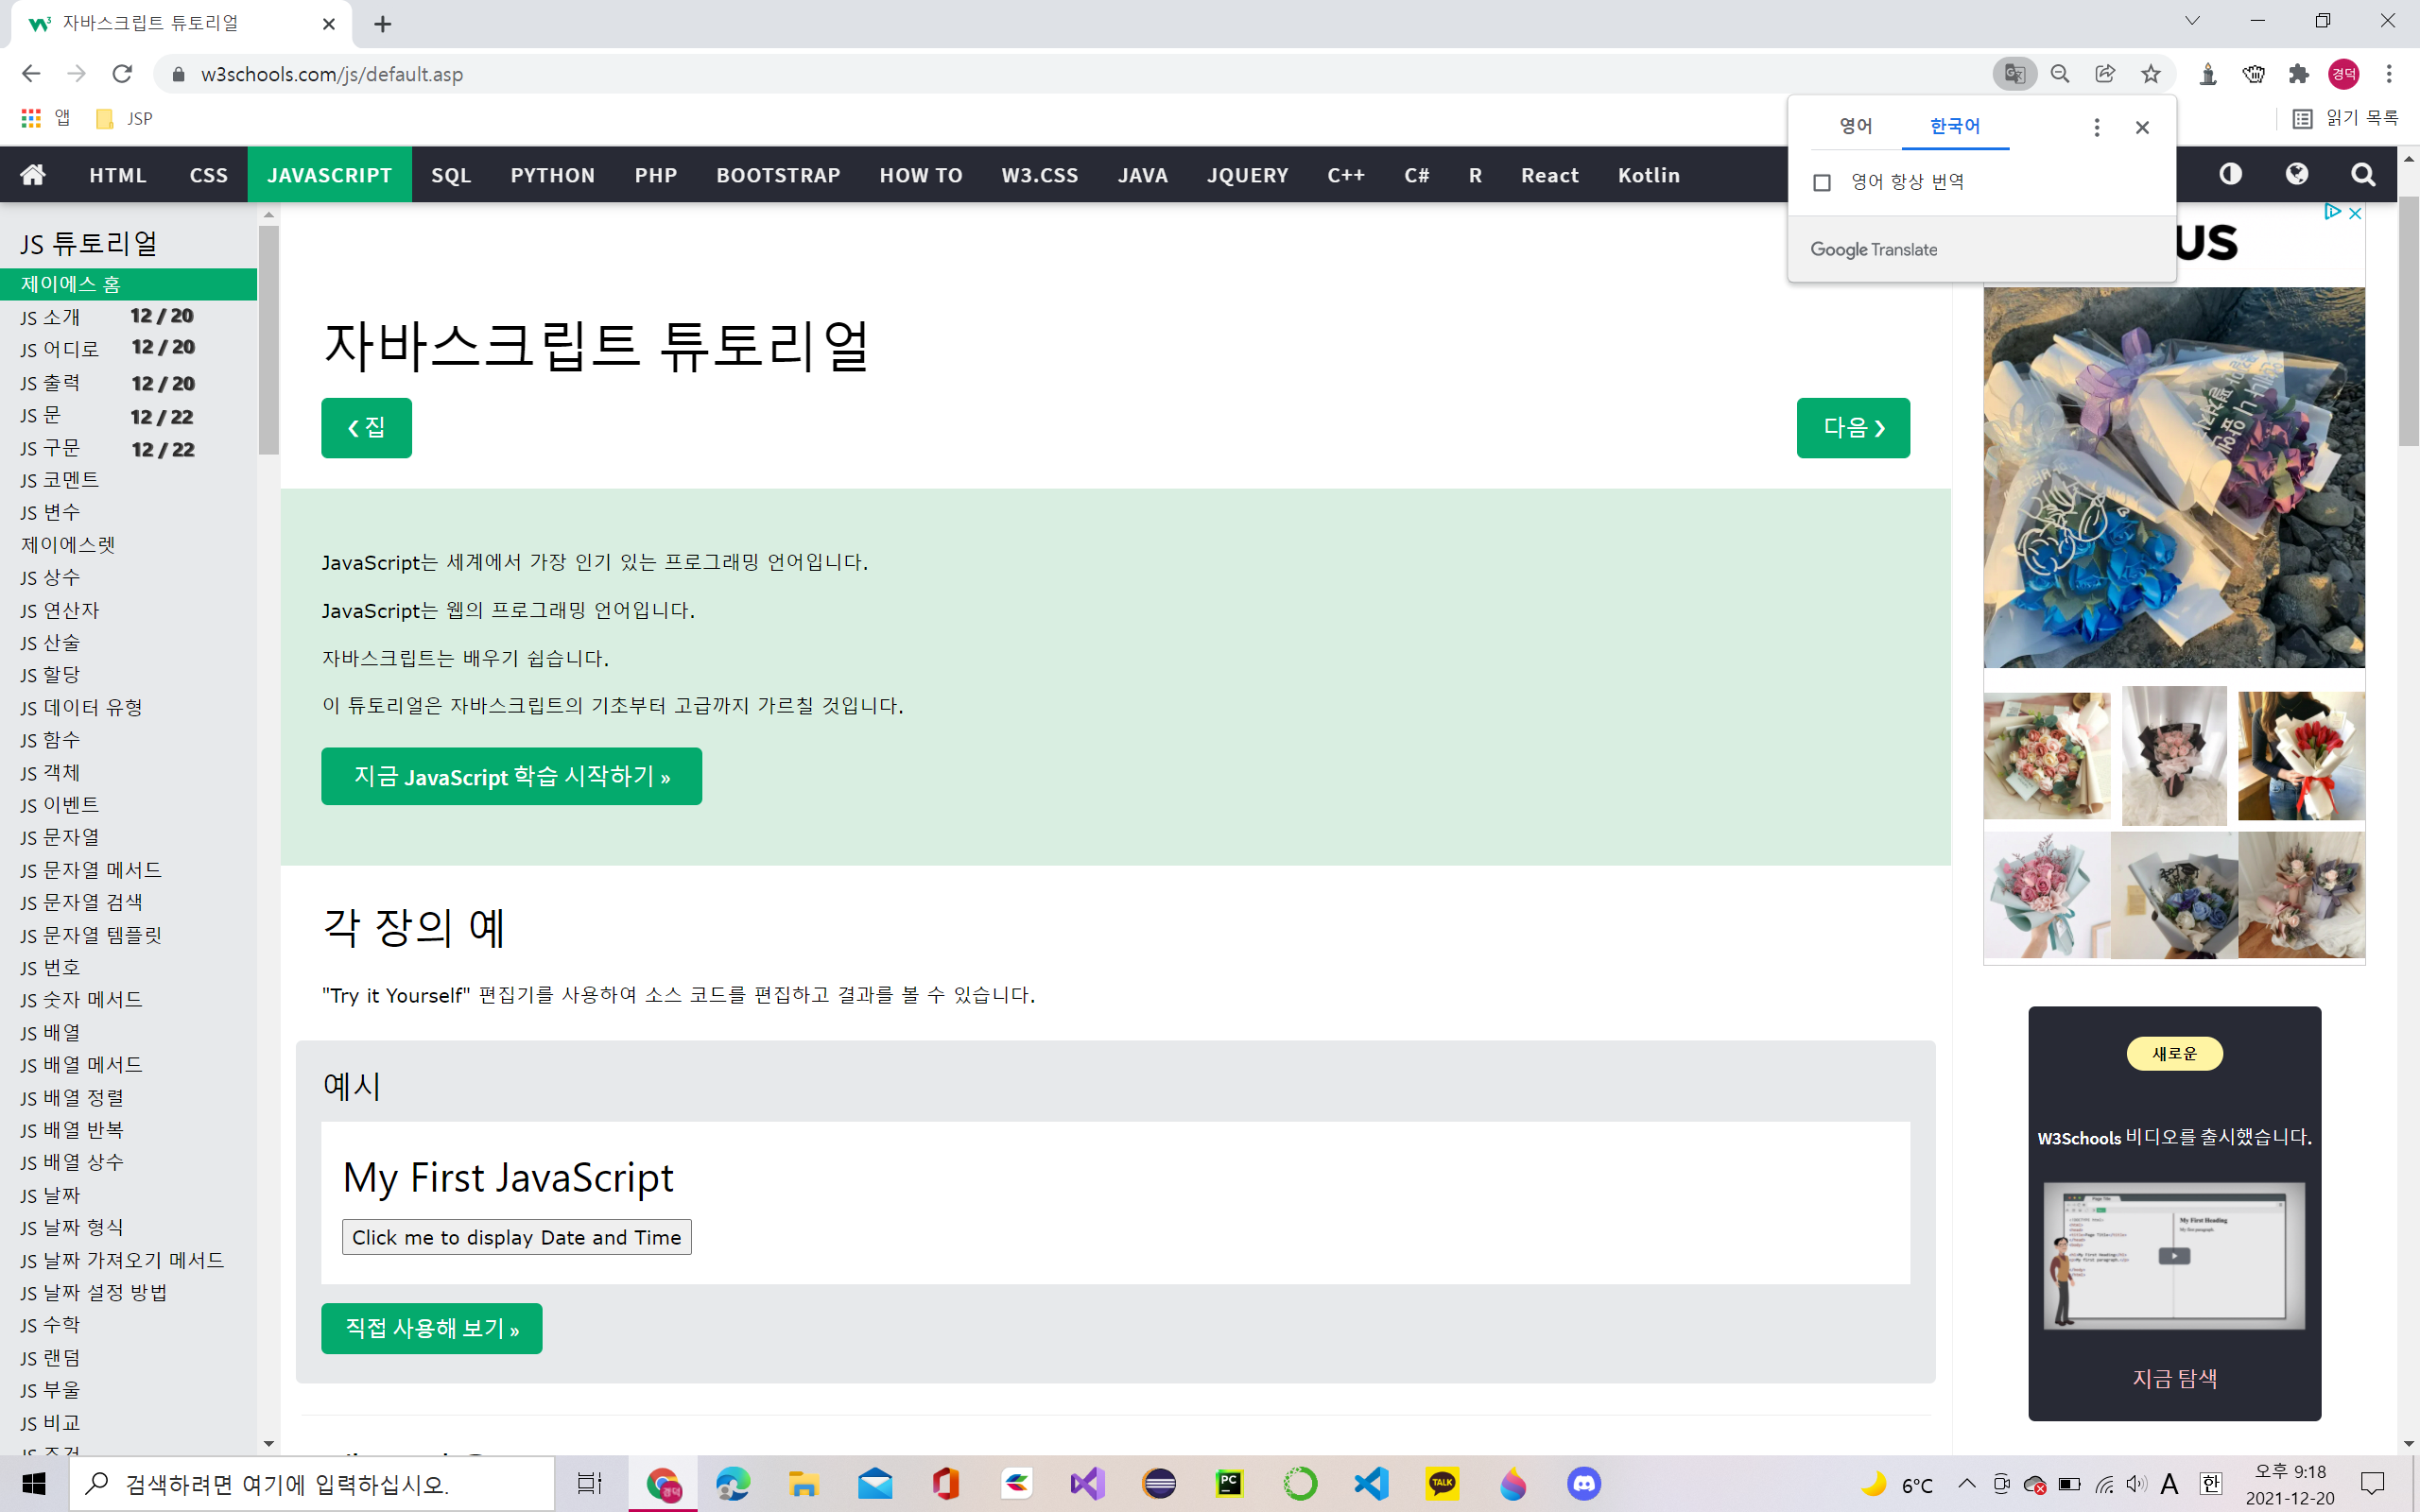 자바스크립트 튜토리얼
w3schools.com/js/default.asp
앱
JSP
읽기 목록
경덕
영어
한국어
영어 항상 번역
Google Translate
HTML CSS JAVASCRIPT SQL PYTHON PHP BOOTSTRAP HOW TO W3.CSS JAVA JQUERY C++ C# R React Kotlin
JS 튜토리얼
제이에스 홈
JS 소개 12 / 20
JS 어디로 12 / 20
JS 출력 12 / 20
JS 문 12 / 22
JS 구문 12 / 22
JS 코멘트
JS 변수
제이에스렛
JS 상수
JS 연산자
JS 산술
JS 할당
JS 데이터 유형
JS 함수
JS 객체
JS 이벤트
JS 문자열
JS 문자열 메서드
JS 문자열 검색
JS 문자열 템플릿
JS 번호
JS 숫자 메서드
JS 배열
JS 배열 메서드
JS 배열 정렬
JS 배열 반복
JS 배열 상수
JS 날짜
JS 날짜 형식
JS 날짜 가져오기 메서드
JS 날짜 설정 방법
JS 수학
JS 랜덤
JS 부울
JS 비교
자바스크립트 튜토리얼
❮ 집
다음 ❯
JavaScript는 세계에서 가장 인기 있는 프로그래밍 언어입니다.
JavaScript는 웹의 프로그래밍 언어입니다.
자바스크립트는 배우기 쉽습니다.
이 튜토리얼은 자바스크립트의 기초부터 고급까지 가르칠 것입니다.
지금 JavaScript 학습 시작하기 »
각 장의 예
"Try it Yourself" 편집기를 사용하여 소스 코드를 편집하고 결과를 볼 수 있습니다.
예시
My First JavaScript
Click me to display Date and Time
직접 사용해 보기 »
새로운
W3Schools 비디오를 출시했습니다.
My First Heading
지금 탐색
검색하려면 여기에 입력하십시오.
경덕
PC
TALK
6°C
A
한
오후 9:18
2021-12-20